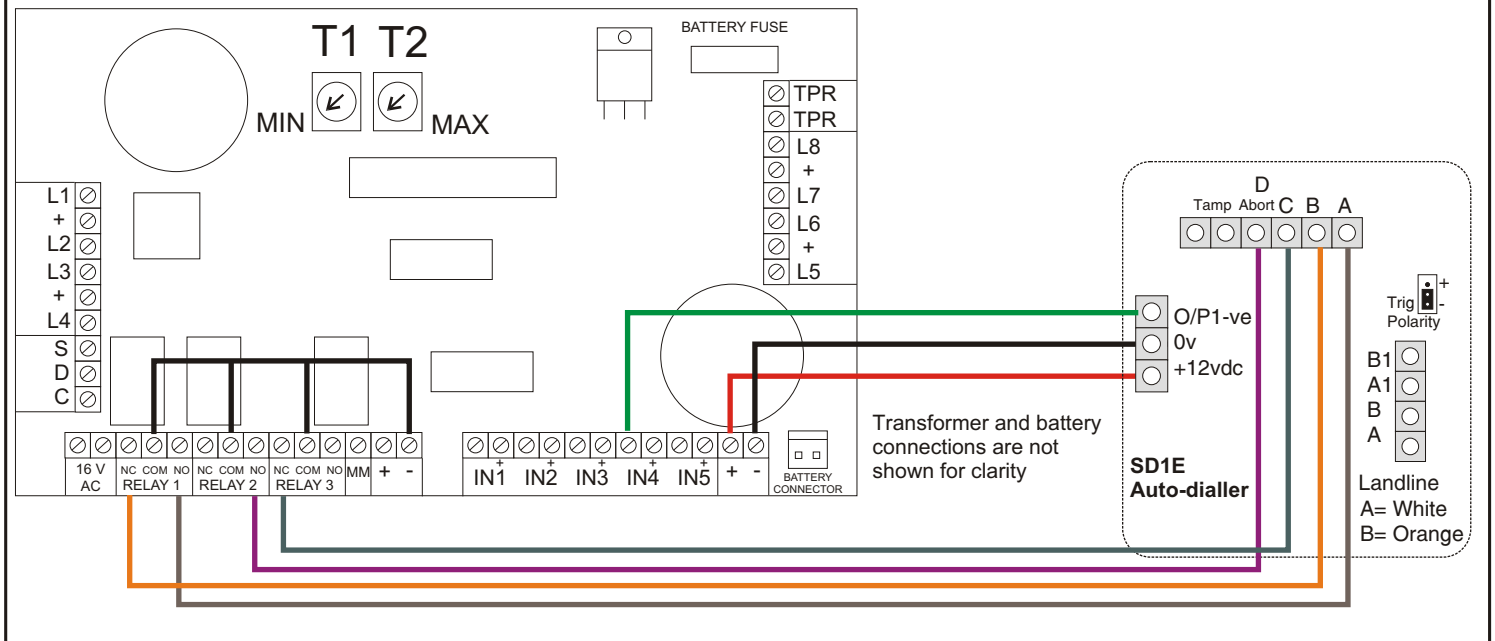 T1 T2
MIN
MAX
BATTERY FUSE
TPR
TPR
L8
+
L7
L6
+
L5
L1
+
L2
L3
+
L4
S
D
C
16 V
AC
NC COM NO
RELAY 1
NC COM NO
RELAY 2
NC COM NO
RELAY 3
MM
+
-
IN1 +
IN2 +
IN3 +
IN4 +
IN5 +
+
-
BATTERY
CONNECTOR
Transformer and battery
connections are not
shown for clarity
D
Tamp Abort C B A
O/P1-ve
0v
+12vdc
Trig + -
Polarity
B1
A1
B
A
SD1E
Auto-dialler
Landline
A= White
B= Orange